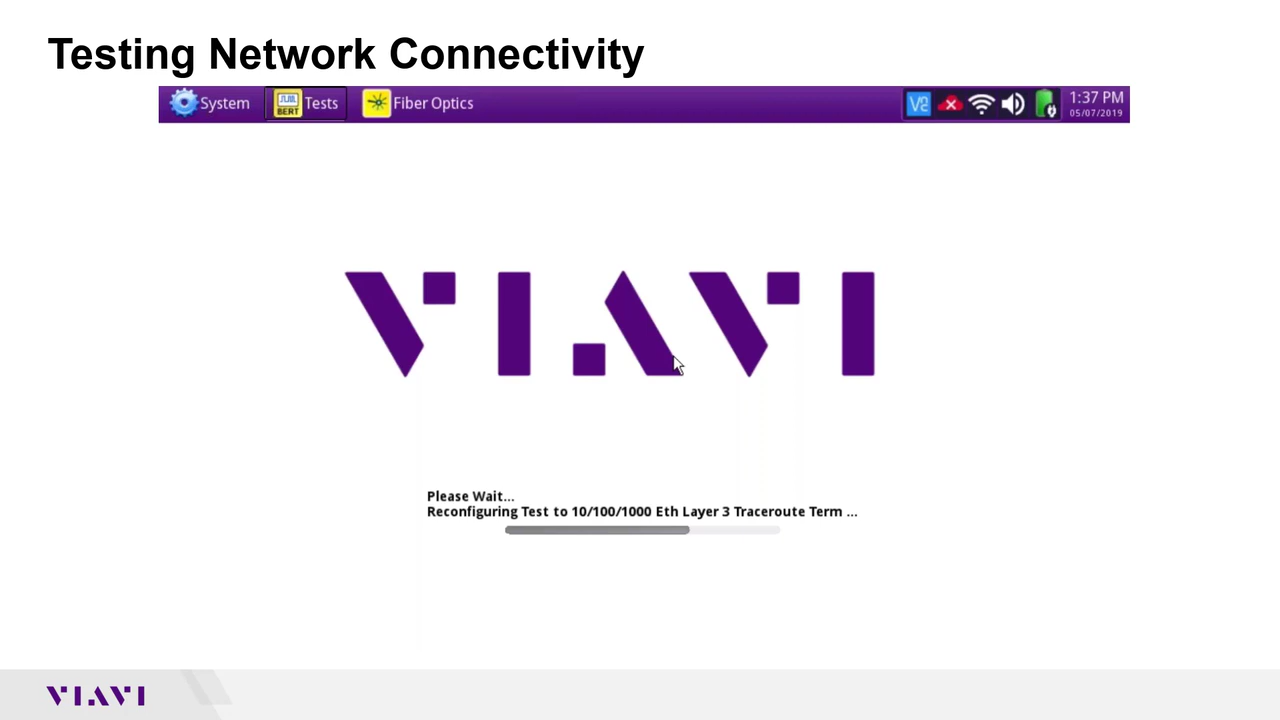 Testing Network Connectivity
System
BERT
Tests
Fiber Optics
1:37 PM
05/07/2019
VIAVI
Please Wait...
Reconfiguring Test to 10/100/1000 Eth Layer 3 Traceroute Term ...
VIAVI